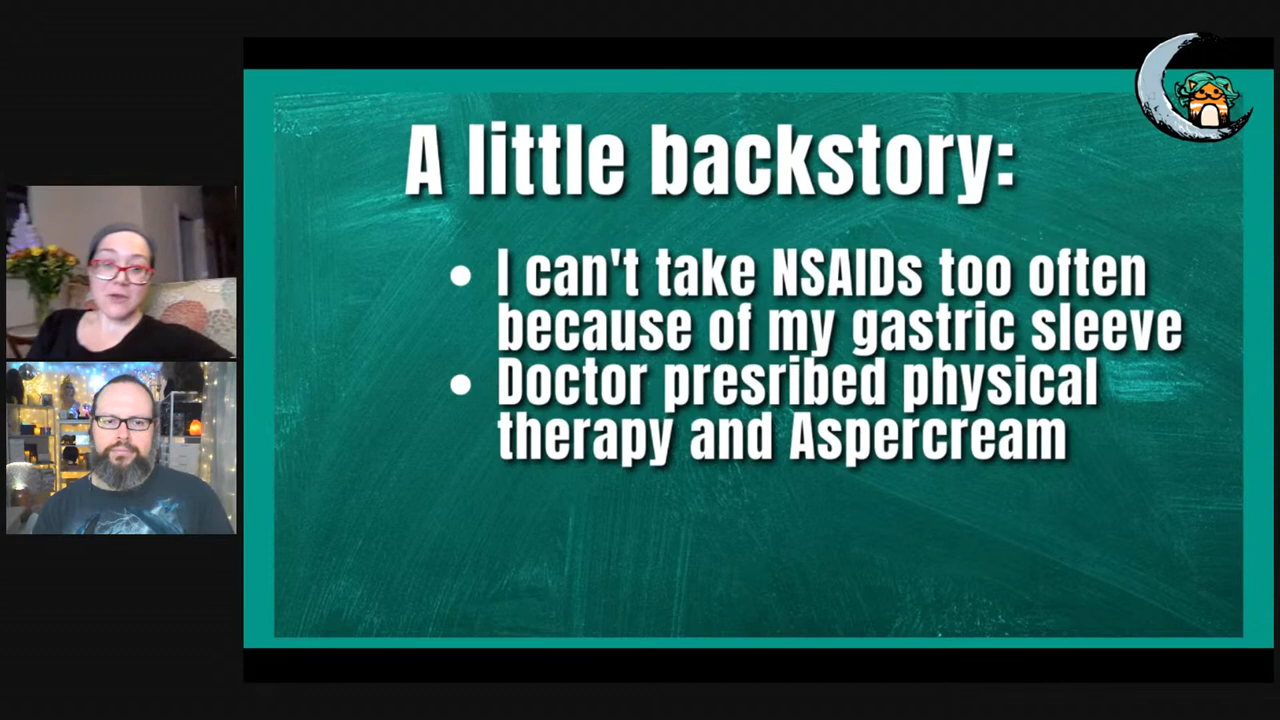 A little backstory:
• I can't take NSAIDs too often
because of my gastric sleeve
• Doctor presribed physical
therapy and Aspercream